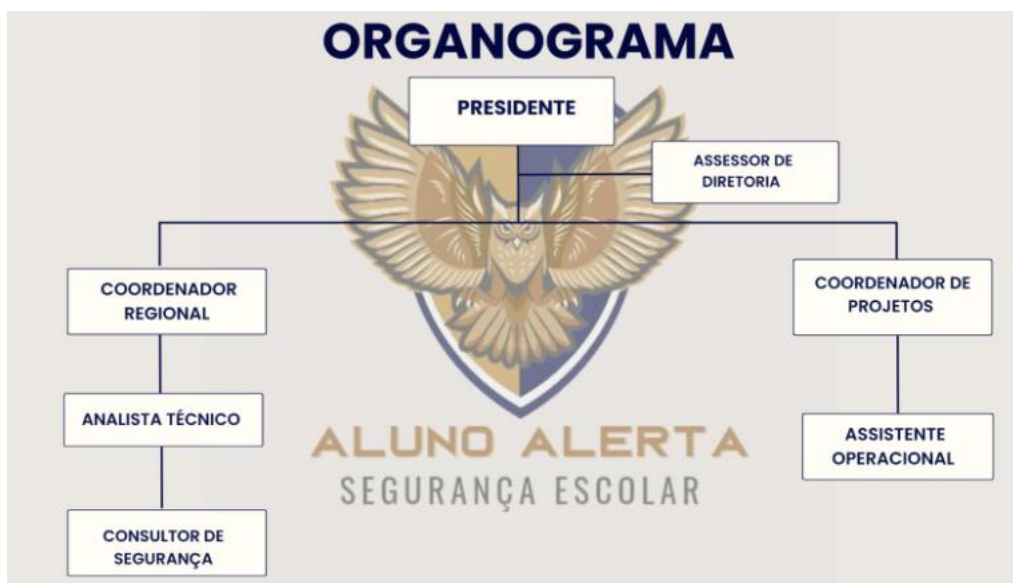 ORGANOGRAMA
PRESIDENTE
ASSESSOR DE
DIRETORIA
COORDENADOR
REGIONAL
COORDENADOR DE
PROJETOS
ANALISTA TÉCNICO
ASSISTENTE
OPERACIONAL
CONSULTOR DE
SEGURANÇA
ALUNO ALERTA
SEGURANÇA ESCOLAR